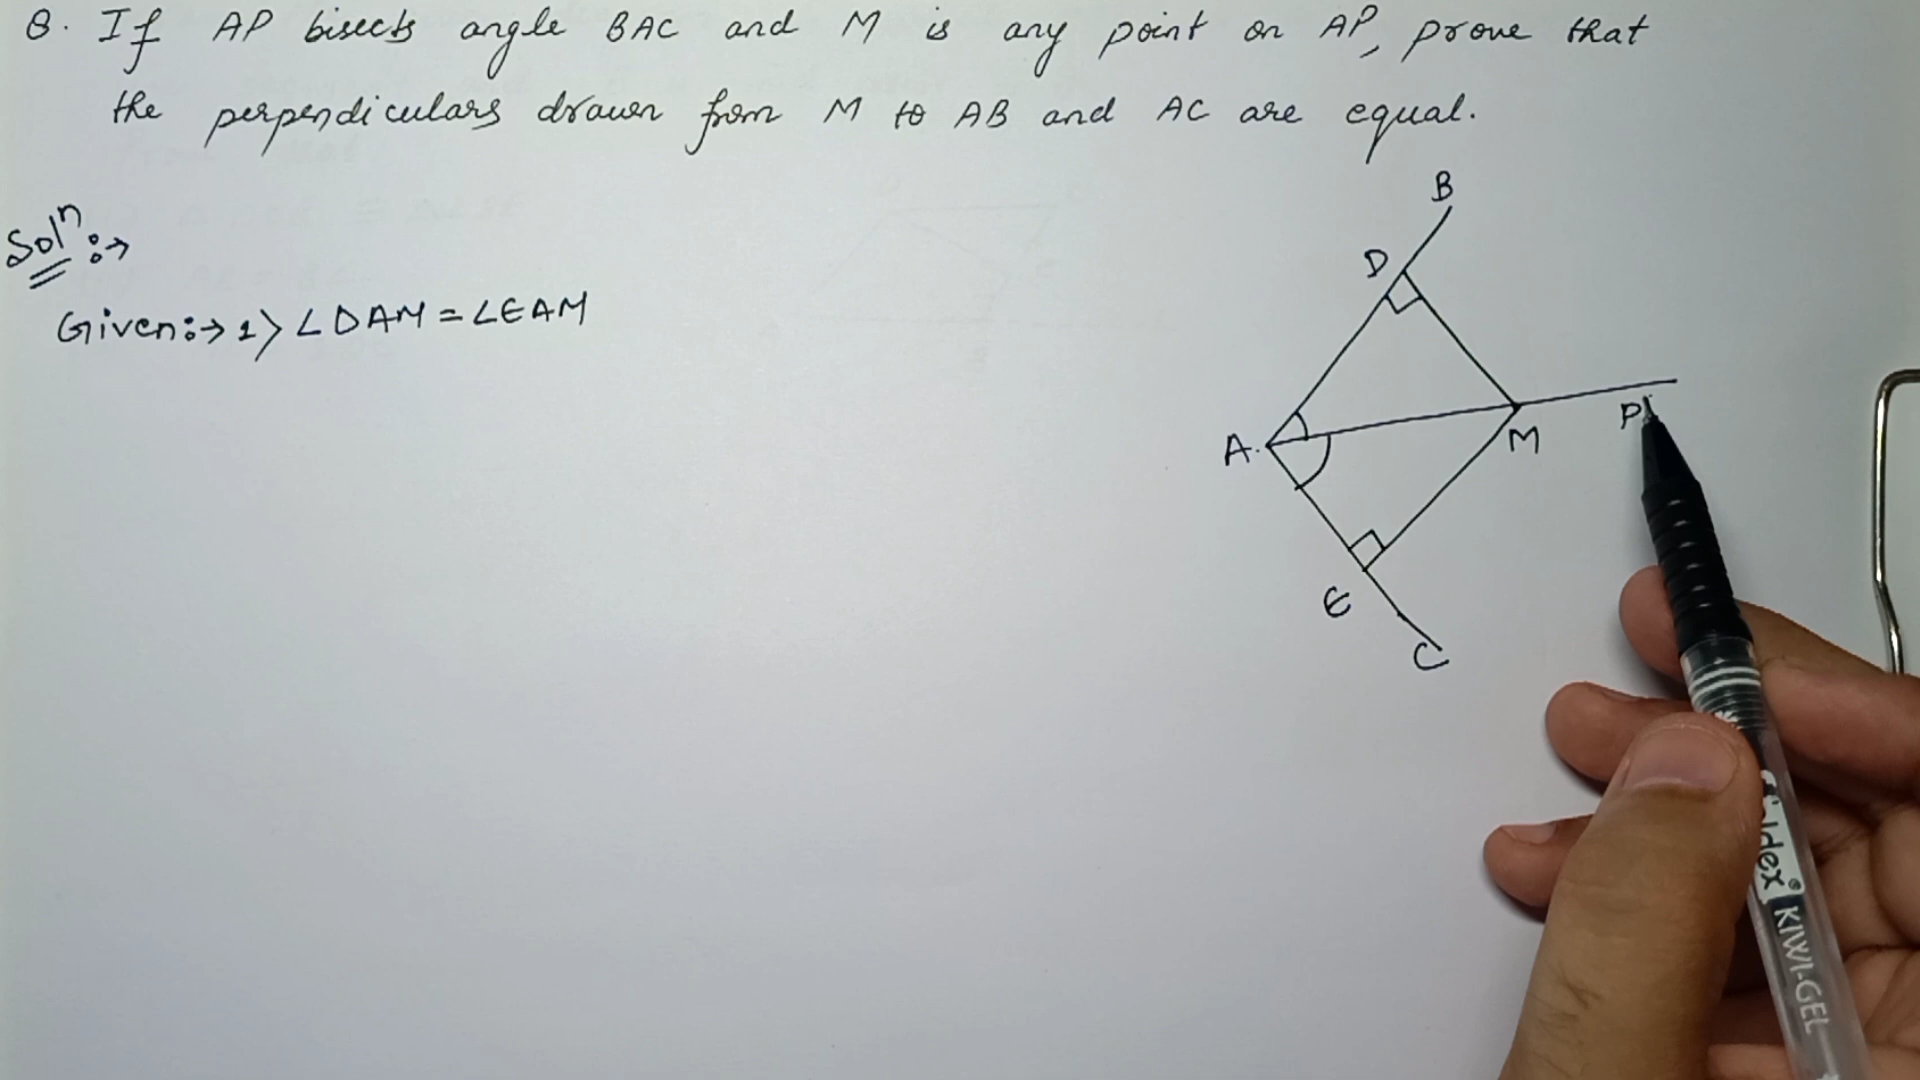 Q. If AP bisects angle BAC and M is any point on AP, prove that
the perpendiculars drawn from M to AB and AC are equal.
Solⁿ :→
Given :→ 1) ∠DAM = ∠EAM
B
D
A
M
P
E
C
KIWI-GEL